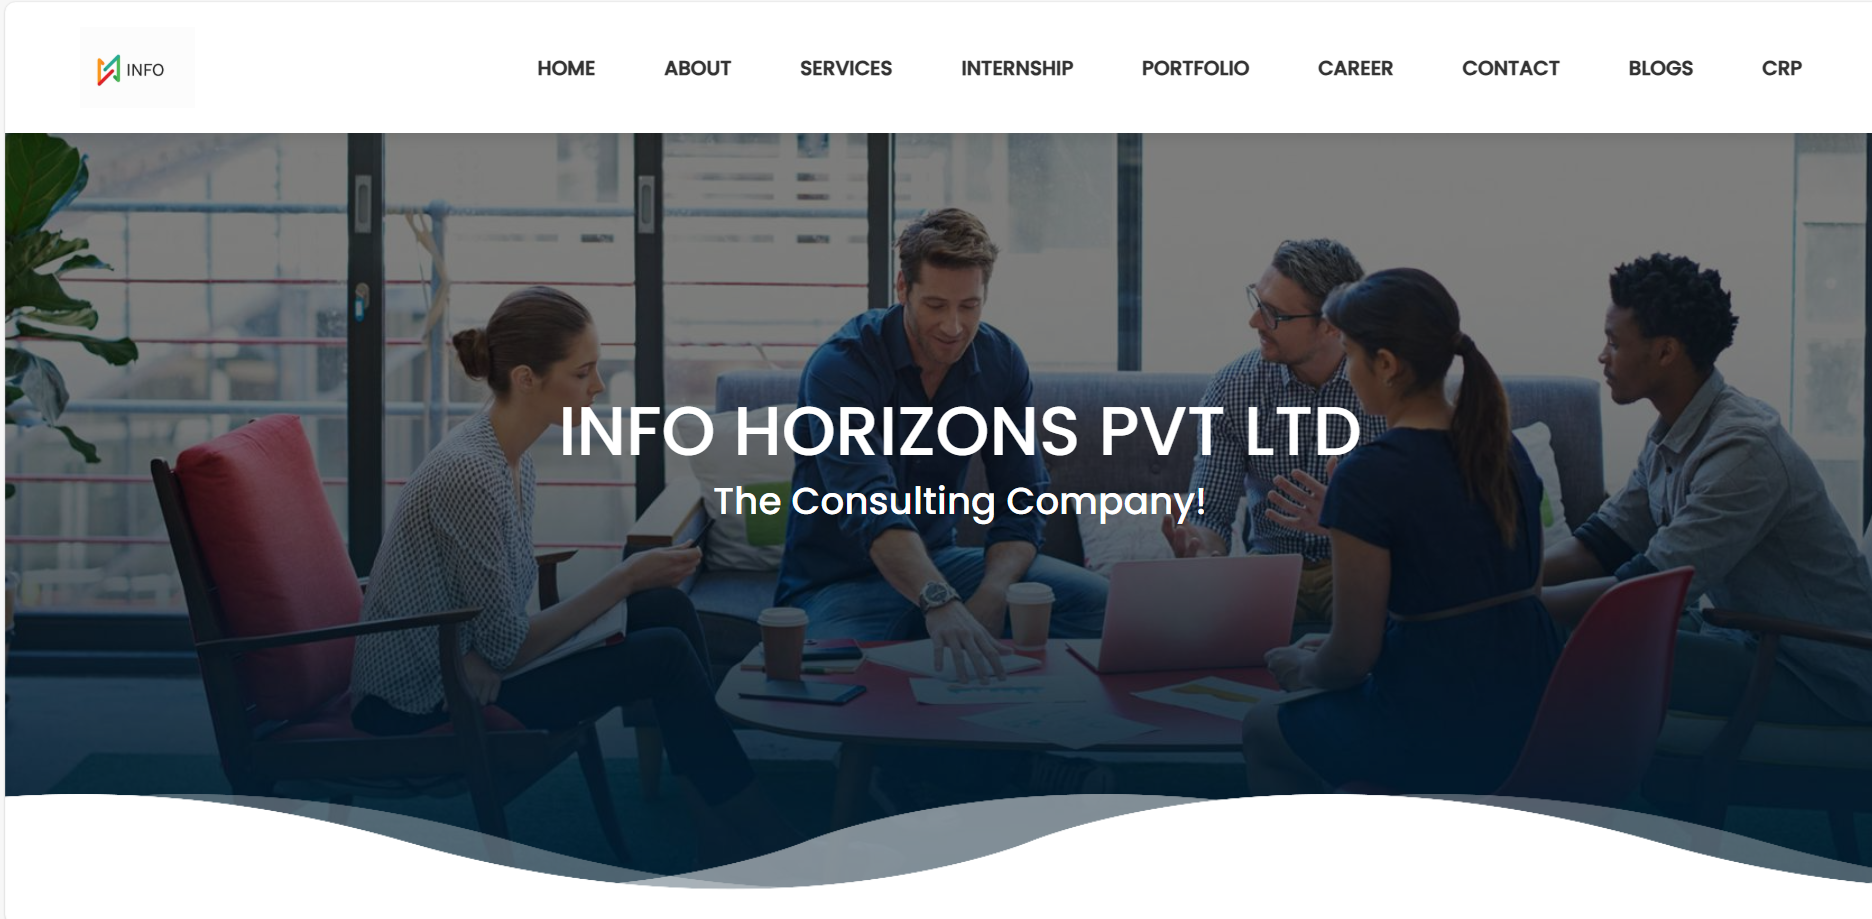 INFO
HOME ABOUT SERVICES INTERNSHIP PORTFOLIO CAREER CONTACT BLOGS CRP
INFO HORIZONS PVT LTD
The Consulting Company!